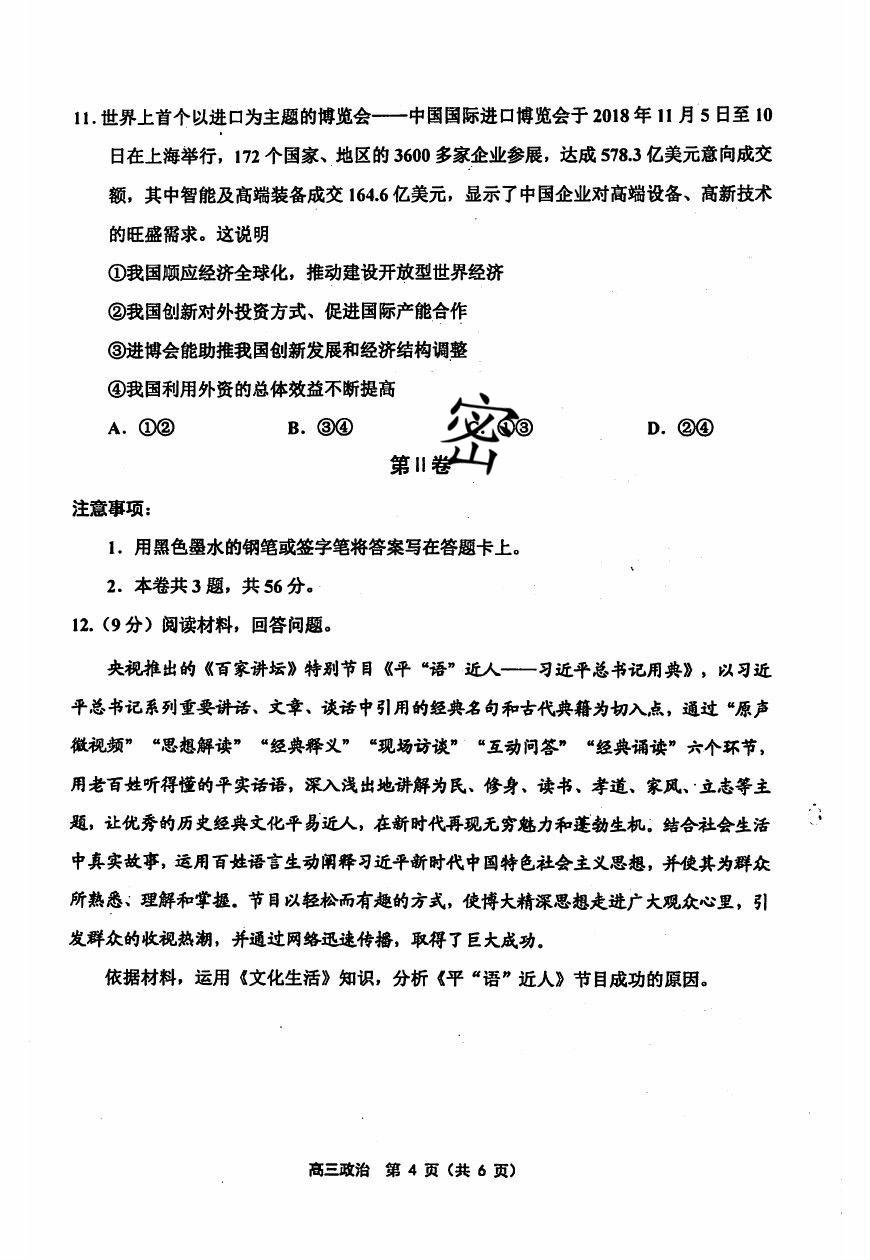 11.世界上首个以进口为主题的博览会——中国国际进口博览会于 2018 年 11 月 5 日至 10
日在上海举行，172 个国家、地区的 3600 多家企业参展，达成 578.3 亿美元意向成交
额，其中智能及高端装备成交 164.6 亿美元，显示了中国企业对高端设备、高新技术
的旺盛需求。这说明
①我国顺应经济全球化，推动建设开放型世界经济
②我国创新对外投资方式、促进国际产能合作
③进博会能助推我国创新发展和经济结构调整
④我国利用外资的总体效益不断提高
A．①② B．③④ C．①③ D．②④
密
第 II 卷
注意事项：
1．用黑色墨水的钢笔或签字笔将答案写在答题卡上。
2．本卷共 3 题，共 56 分。
12.（9 分）阅读材料，回答问题。
央视推出的《百家讲坛》特别节目《平“语”近人——习近平总书记用典》，以习近
平总书记系列重要讲话、文章、谈话中引用的经典名句和古代典籍为切入点，通过“原声
微视频”“思想解读”“经典释义”“现场访谈”“互动问答”“经典诵读”六个环节，
用老百姓听得懂的平实话语，深入浅出地讲解为民、修身、读书、孝道、家风、立志等主
题，让优秀的历史经典文化平易近人，在新时代再现无穷魅力和蓬勃生机。结合社会生活
中真实故事，运用百姓语言生动阐释习近平新时代中国特色社会主义思想，并使其为群众
所熟悉、理解和掌握。节目以轻松而有趣的方式，使博大精深思想走进广大观众心里，引
发群众的收视热潮，并通过网络迅速传播，取得了巨大成功。
依据材料，运用《文化生活》知识，分析《平“语”近人》节目成功的原因。
高三政治 第 4 页（共 6 页）